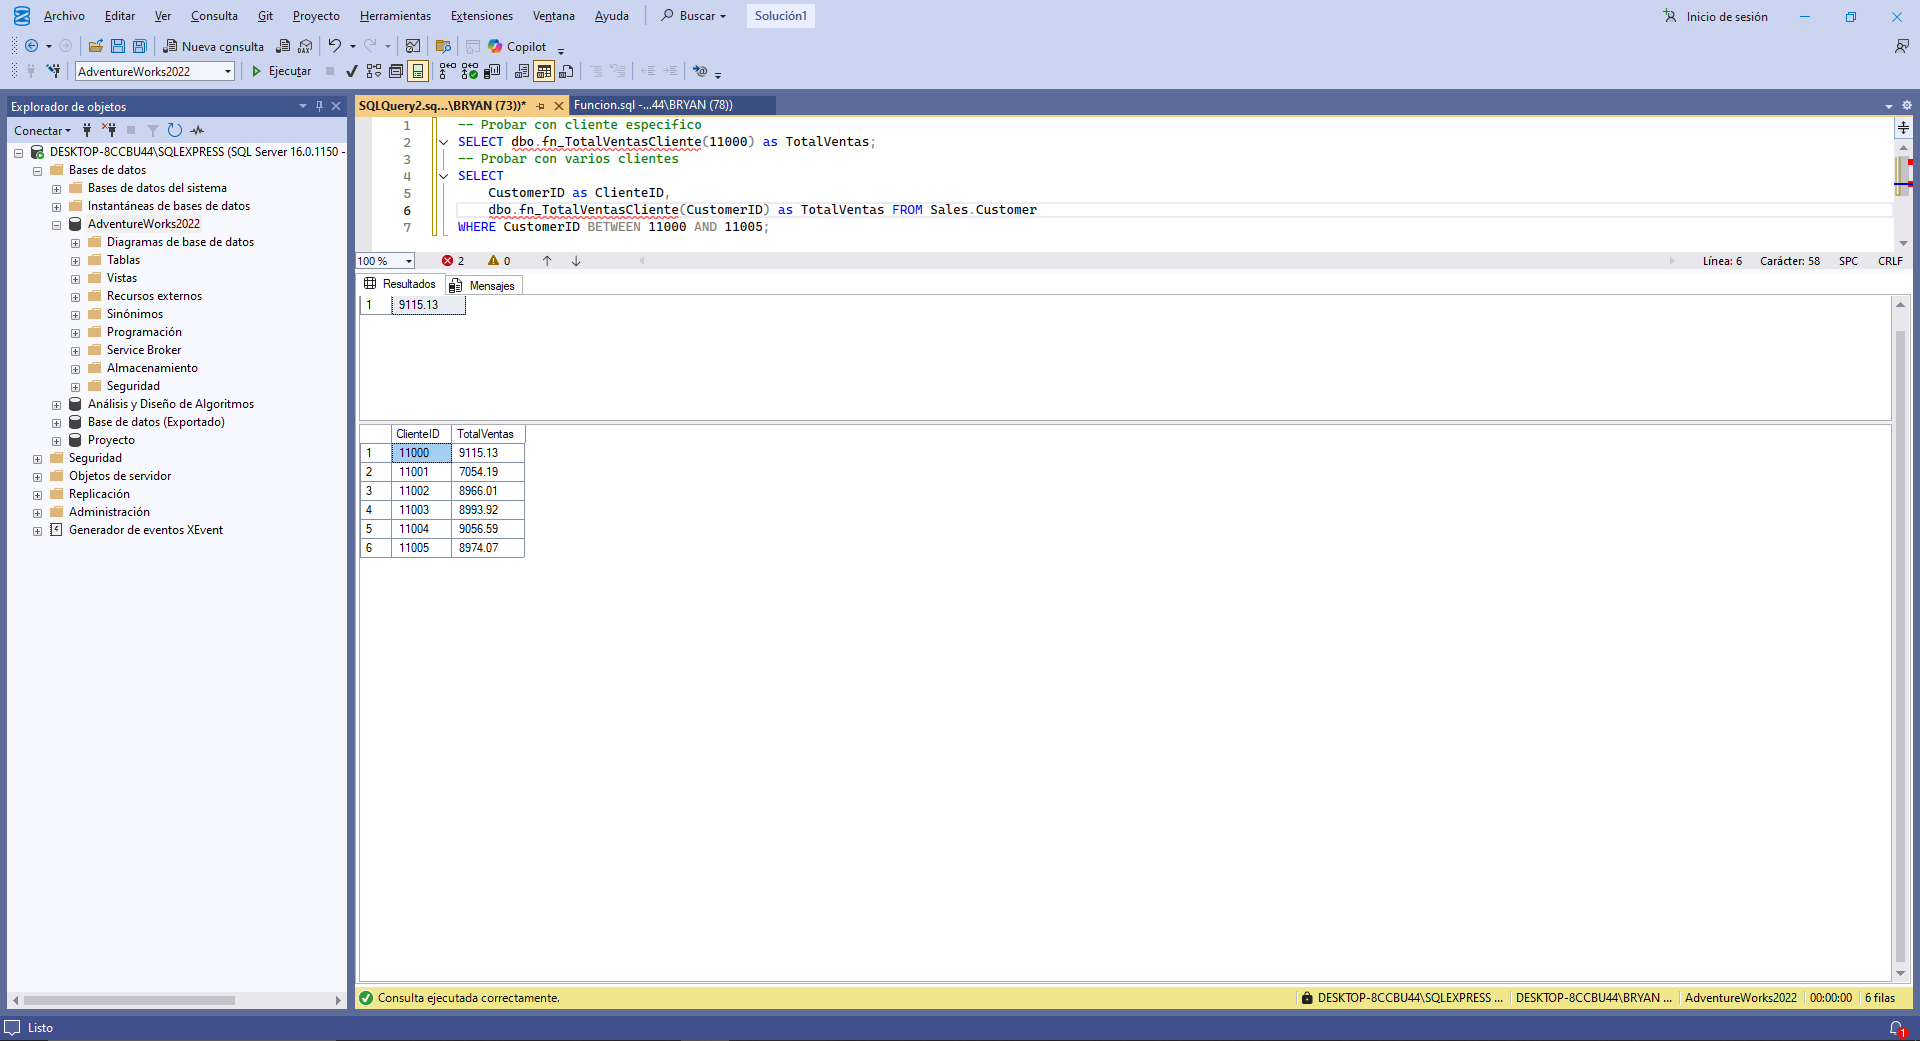 Archivo Editar Ver Consulta Git Proyecto Herramientas Extensiones Ventana Ayuda Buscar Solución1 Inicio de sesión
Nueva consulta DAX Copilot
AdventureWorks2022 Ejecutar
Explorador de objetos
Conectar
DESKTOP-8CCBU44\SQLEXPRESS (SQL Server 16.0.1150 -
Bases de datos
Bases de datos del sistema
Instantáneas de bases de datos
AdventureWorks2022
Diagramas de base de datos
Tablas
Vistas
Recursos externos
Sinónimos
Programación
Service Broker
Almacenamiento
Seguridad
Análisis y Diseño de Algoritmos
Base de datos (Exportado)
Proyecto
Seguridad
Objetos de servidor
Replicación
Administración
Generador de eventos XEvent
SQLQuery2.sq...\BRYAN (73))* Funcion.sql -...44\BRYAN (78))
1 -- Probar con cliente especifico
2 SELECT dbo.fn_TotalVentasCliente(11000) as TotalVentas;
3 -- Probar con varios clientes
4 SELECT
5 CustomerID as ClienteID,
6 dbo.fn_TotalVentasCliente(CustomerID) as TotalVentas FROM Sales.Customer
7 WHERE CustomerID BETWEEN 11000 AND 11005;
100 % 2 0 Línea: 6 Carácter: 58 SPC CRLF
Resultados Mensajes
1 9115.13
ClienteID TotalVentas
1 11000 9115.13
2 11001 7054.19
3 11002 8966.01
4 11003 8993.92
5 11004 9056.59
6 11005 8974.07
Consulta ejecutada correctamente. DESKTOP-8CCBU44\SQLEXPRESS ... DESKTOP-8CCBU44\BRYAN ... AdventureWorks2022 00:00:00 6 filas
Listo 1